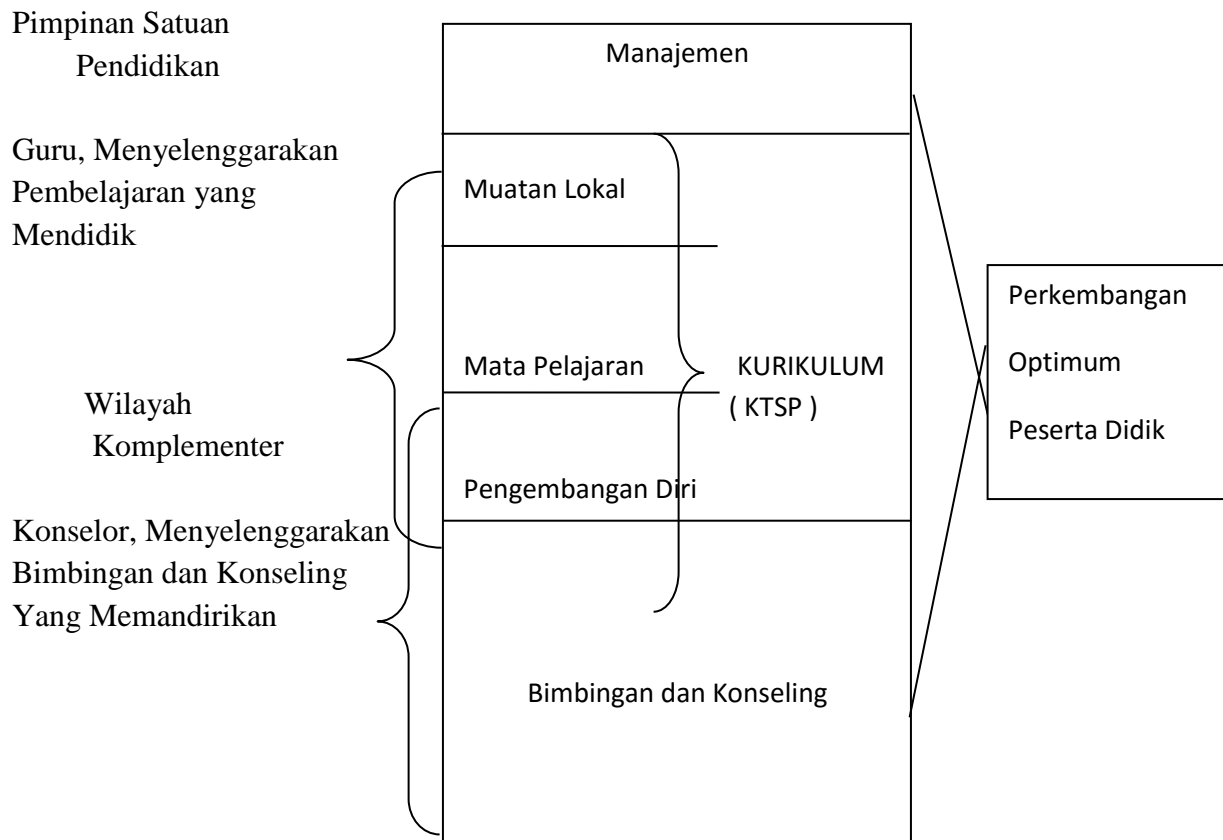 Pimpinan Satuan
Pendidikan
Guru, Menyelenggarakan
Pembelajaran yang
Mendidik
Wilayah
Komplementer
Konselor, Menyelenggarakan
Bimbingan dan Konseling
Yang Memandirikan
Manajemen
Muatan Lokal
Mata Pelajaran
Pengembangan Diri
KURIKULUM
( KTSP )
Bimbingan dan Konseling
Perkembangan
Optimum
Peserta Didik